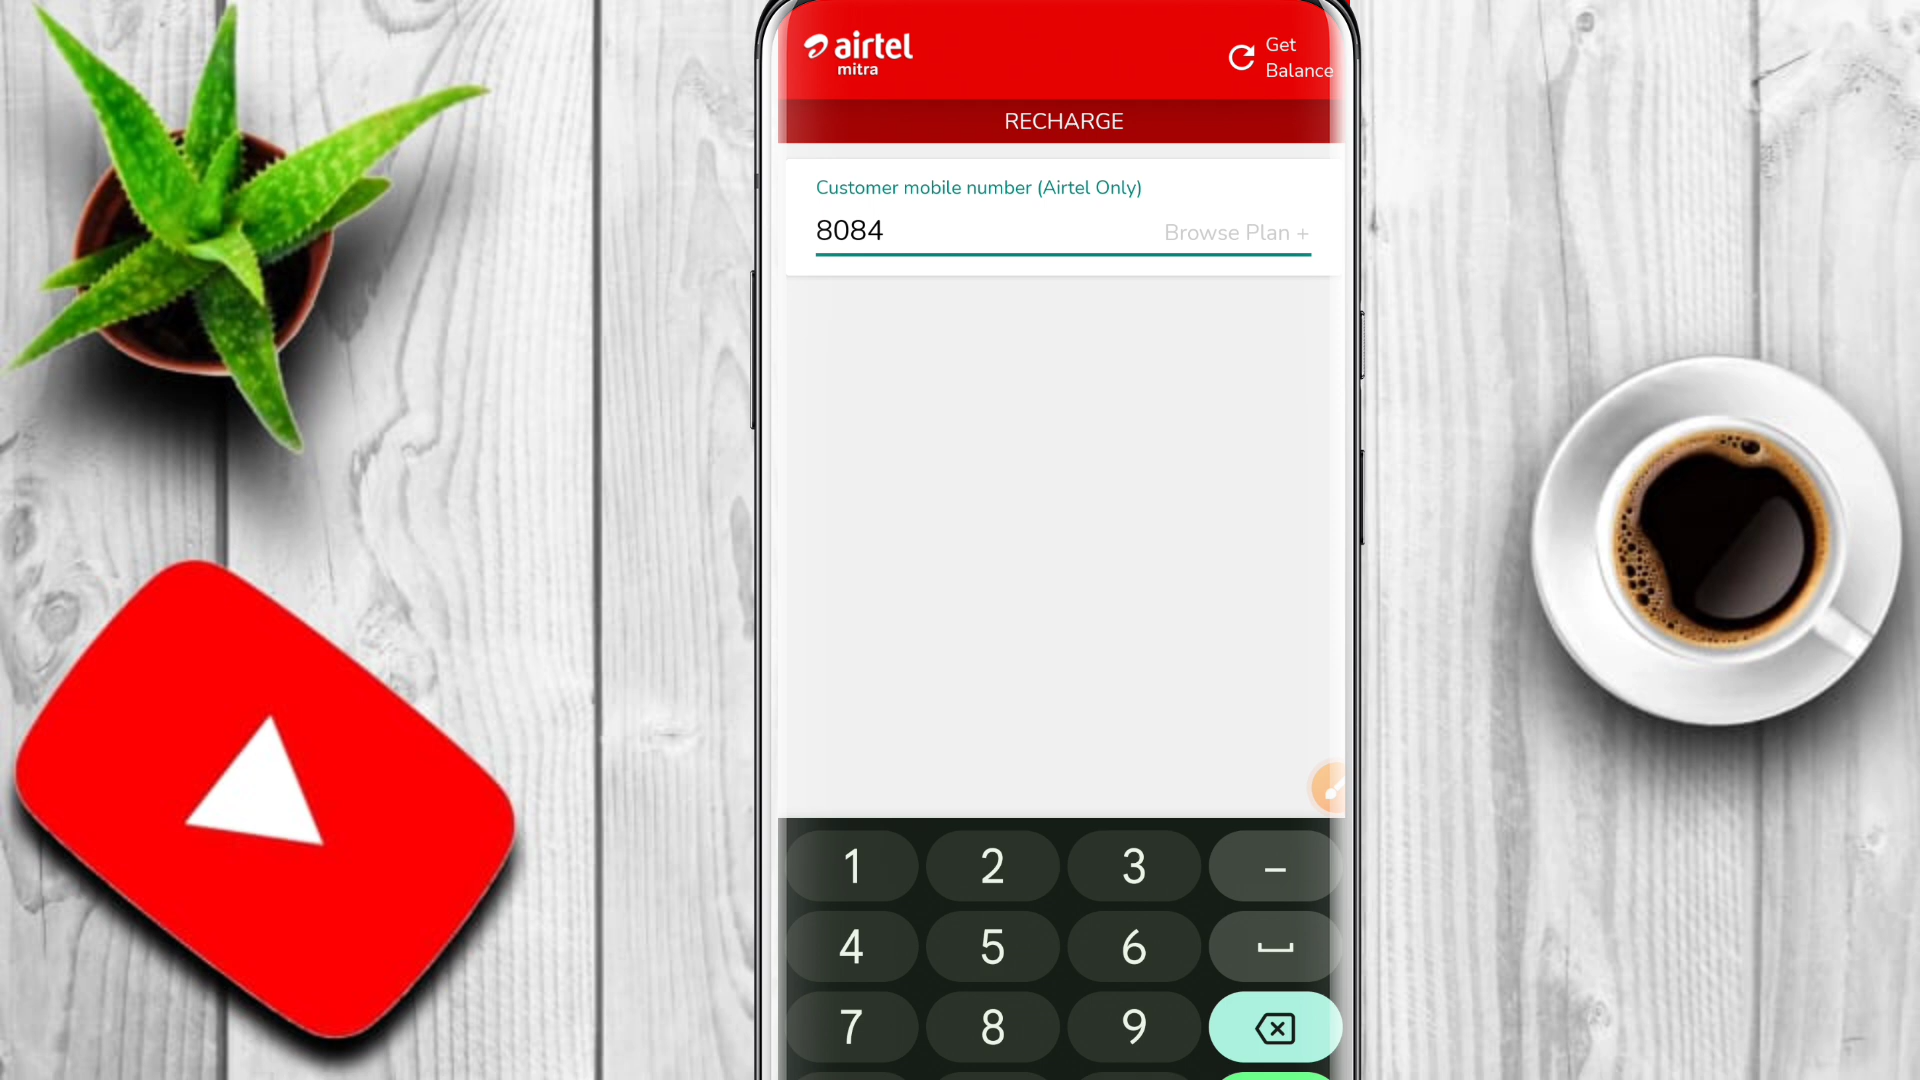 airtel
mitra
Get
Balance
RECHARGE
Customer mobile number (Airtel Only)
8084
Browse Plan +
1 2 3 –
4 5 6
7 8 9